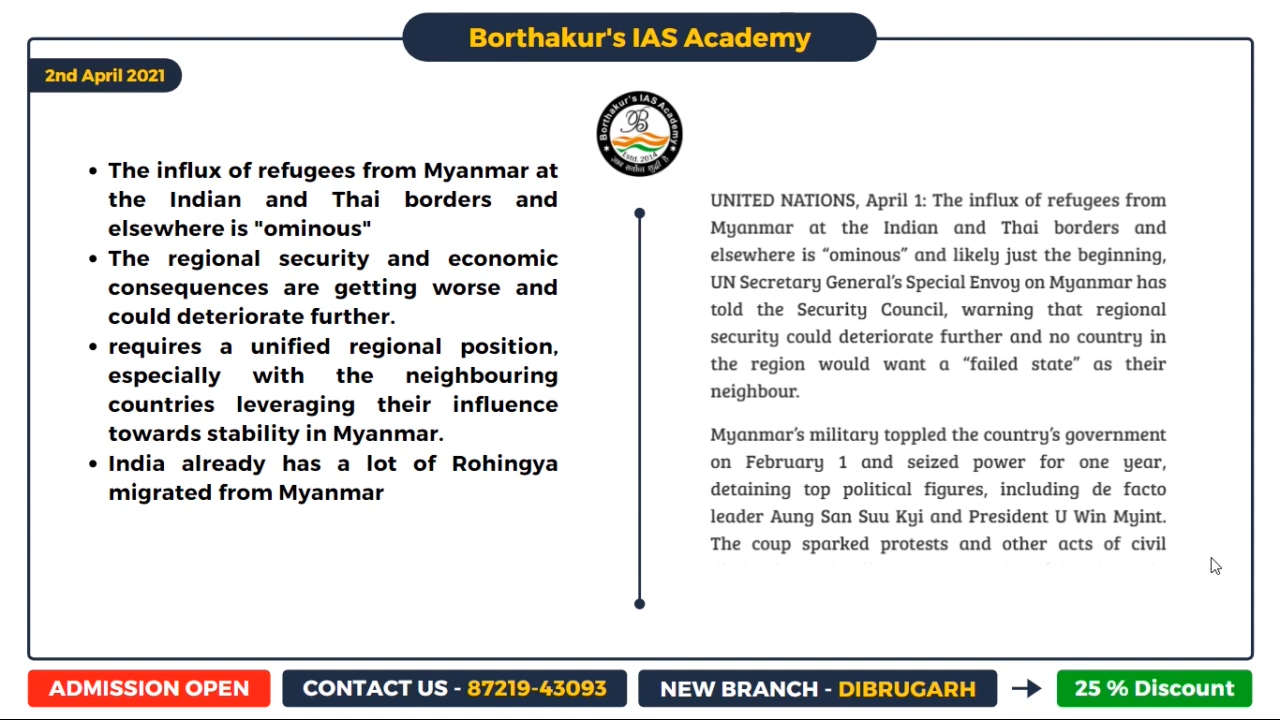 Borthakur's IAS Academy
2nd April 2021
Borthakur's IAS Academy
B
Estd. 2014
• The influx of refugees from Myanmar at
the Indian and Thai borders and
elsewhere is "ominous"
• The regional security and economic
consequences are getting worse and
could deteriorate further.
• requires a unified regional position,
especially with the neighbouring
countries leveraging their influence
towards stability in Myanmar.
• India already has a lot of Rohingya
migrated from Myanmar
UNITED NATIONS, April 1: The influx of refugees from
Myanmar at the Indian and Thai borders and
elsewhere is “ominous” and likely just the beginning,
UN Secretary General’s Special Envoy on Myanmar has
told the Security Council, warning that regional
security could deteriorate further and no country in
the region would want a “failed state” as their
neighbour.
Myanmar’s military toppled the country’s government
on February 1 and seized power for one year,
detaining top political figures, including de facto
leader Aung San Suu Kyi and President U Win Myint.
The coup sparked protests and other acts of civil
ADMISSION OPEN
CONTACT US - 87219-43093
NEW BRANCH - DIBRUGARH
25 % Discount